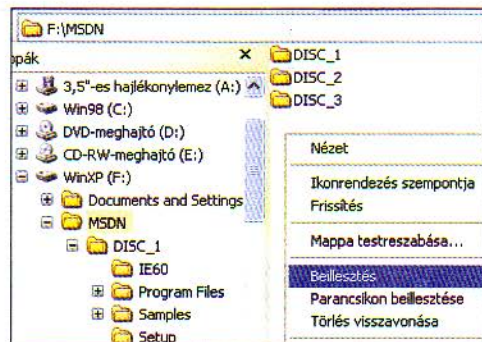 F:\MSDN
opák
DISC_1
DISC_2
DISC_3
3,5"-es hajlékonylemez (A:)
Win98 (C:)
DVD-meghajtó (D:)
CD-RW-meghajtó (E:)
WinXP (F:)
Documents and Settings
MSDN
DISC_1
IE60
Program Files
Samples
Setup
Nézet
Ikonrendezés szempontja
Frissítés
Mappa testreszabása...
Beillesztés
Parancsikon beillesztése
Törlés visszavonása